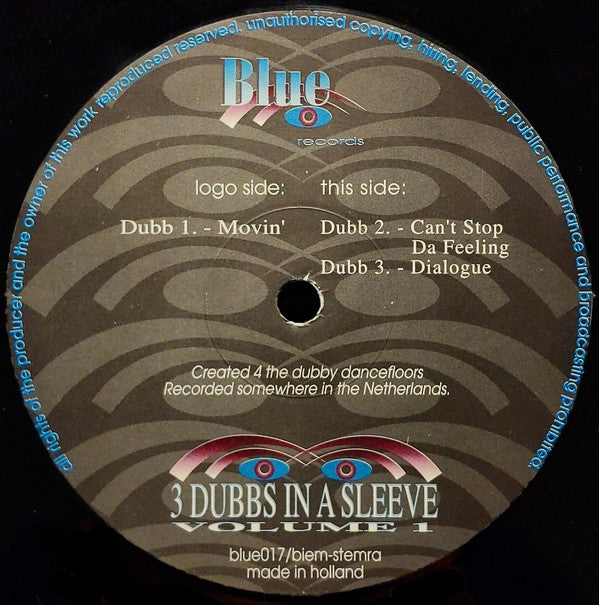 all rights of the producer and the owner of this work reproduced reserved, unauthorised copying, hiring, lending, public performance and broadcasting prohibited.
Blue
records
logo side: this side:
Dubb 1. - Movin' Dubb 2. - Can't Stop
Da Feeling
Dubb 3. - Dialogue
Created 4 the dubby dancefloors
Recorded somewhere in the Netherlands.
3 DUBBS IN A SLEEVE
VOLUME 1
blue017/biem-stemra
made in holland